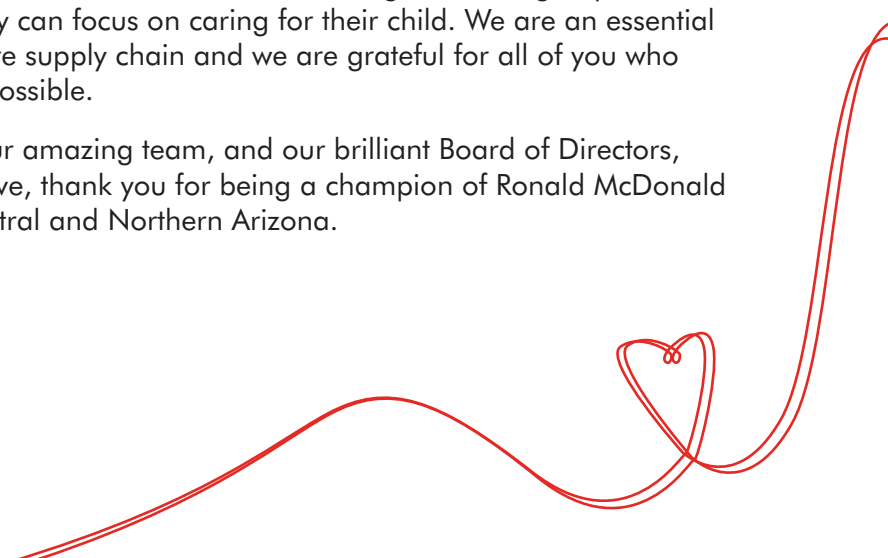 y can focus on caring for their child. We are an essential
e supply chain and we are grateful for all of you who
ossible.
ur amazing team, and our brilliant Board of Directors,
ve, thank you for being a champion of Ronald McDonald
tral and Northern Arizona.